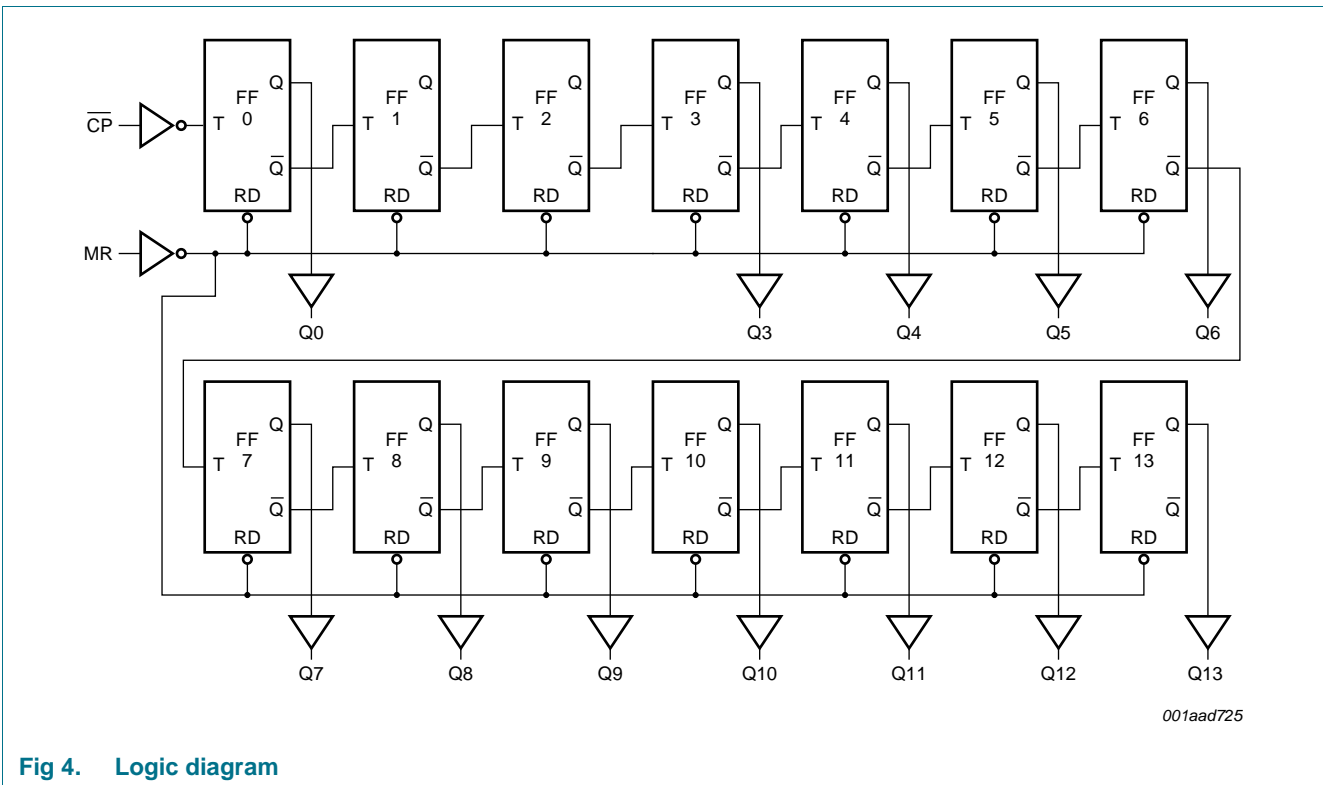 Q Q Q Q Q Q Q
FF FF FF FF FF FF FF
C̅P̅ T 0 T 1 T 2 T 3 T 4 T 5 T 6
Q̅ Q̅ Q̅ Q̅ Q̅ Q̅ Q̅
RD RD RD RD RD RD RD
MR
Q0 Q3 Q4 Q5 Q6
Q Q Q Q Q Q Q
FF FF FF FF FF FF FF
T 7 T 8 T 9 T 10 T 11 T 12 T 13
Q̅ Q̅ Q̅ Q̅ Q̅ Q̅ Q̅
RD RD RD RD RD RD RD
Q7 Q8 Q9 Q10 Q11 Q12 Q13
001aad725
Fig 4. Logic diagram